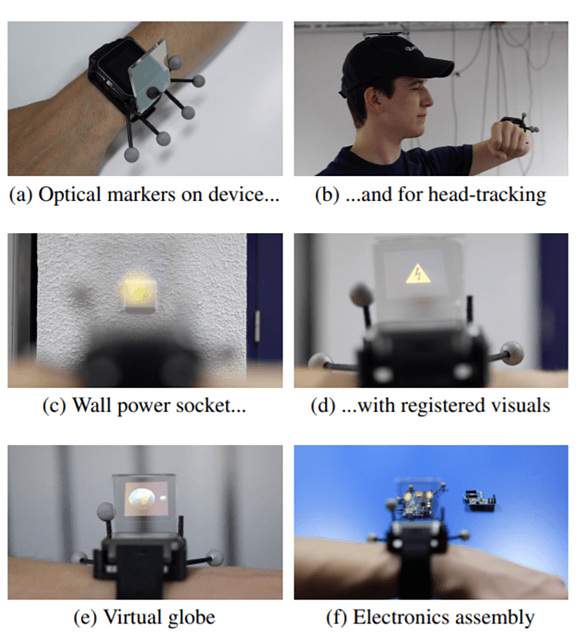 (a) Optical markers on device...
(b) ...and for head-tracking
(c) Wall power socket...
(d) ...with registered visuals
(e) Virtual globe
(f) Electronics assembly